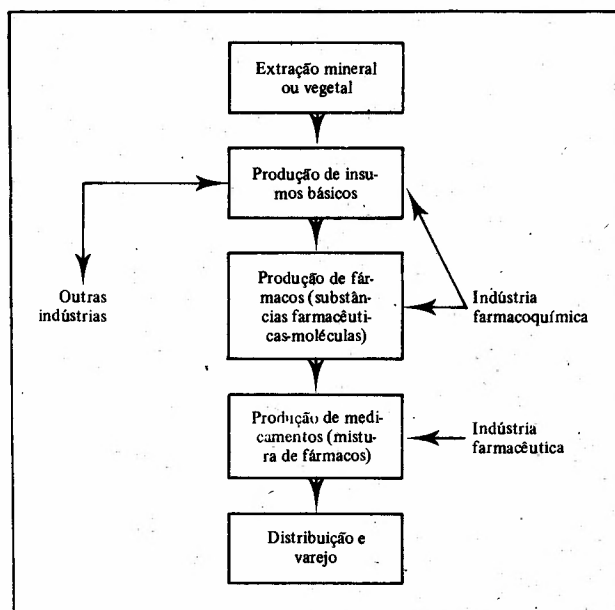 Extração mineral
ou vegetal
Produção de insu-
mos básicos
Outras
indústrias
Produção de fár-
macos (substân-
cias farmacêuti-
cas-moléculas)
Indústria
farmacoquímica
Produção de medi-
camentos (mistu-
ra de fármacos)
Indústria
farmacêutica
Distribuição e
varejo